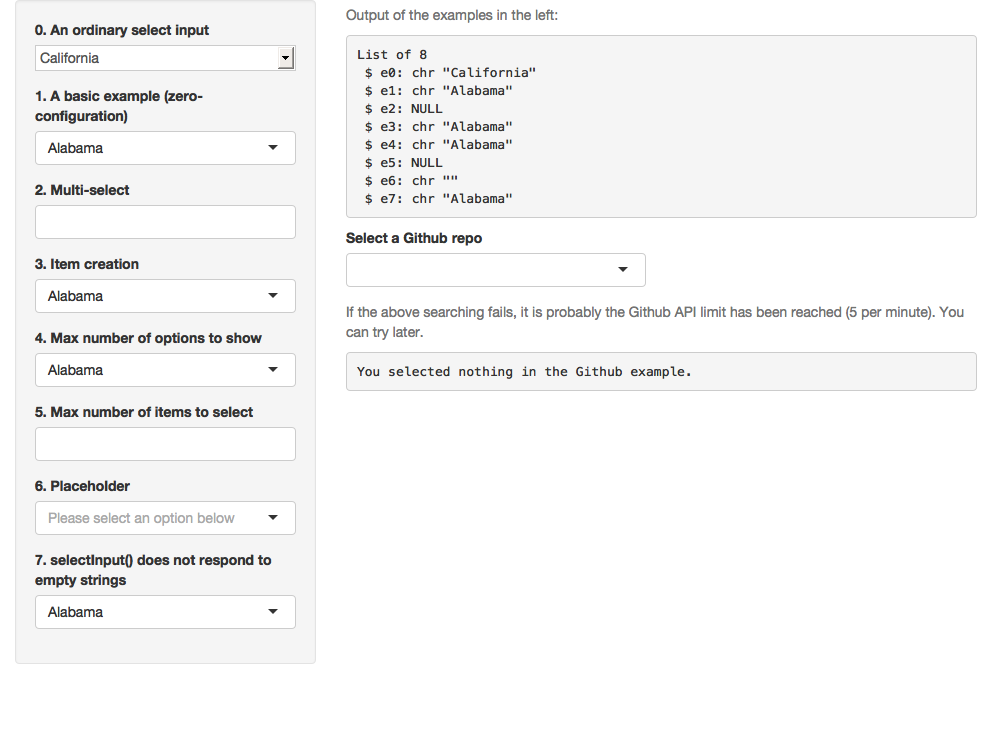 0. An ordinary select input
California
1. A basic example (zero-
configuration)
Alabama
2. Multi-select
3. Item creation
Alabama
4. Max number of options to show
Alabama
5. Max number of items to select
6. Placeholder
Please select an option below
7. selectInput() does not respond to
empty strings
Alabama
Output of the examples in the left:
List of 8
 $ e0: chr "California"
 $ e1: chr "Alabama"
 $ e2: NULL
 $ e3: chr "Alabama"
 $ e4: chr "Alabama"
 $ e5: NULL
 $ e6: chr ""
 $ e7: chr "Alabama"
Select a Github repo
If the above searching fails, it is probably the Github API limit has been reached (5 per minute). You
can try later.
You selected nothing in the Github example.